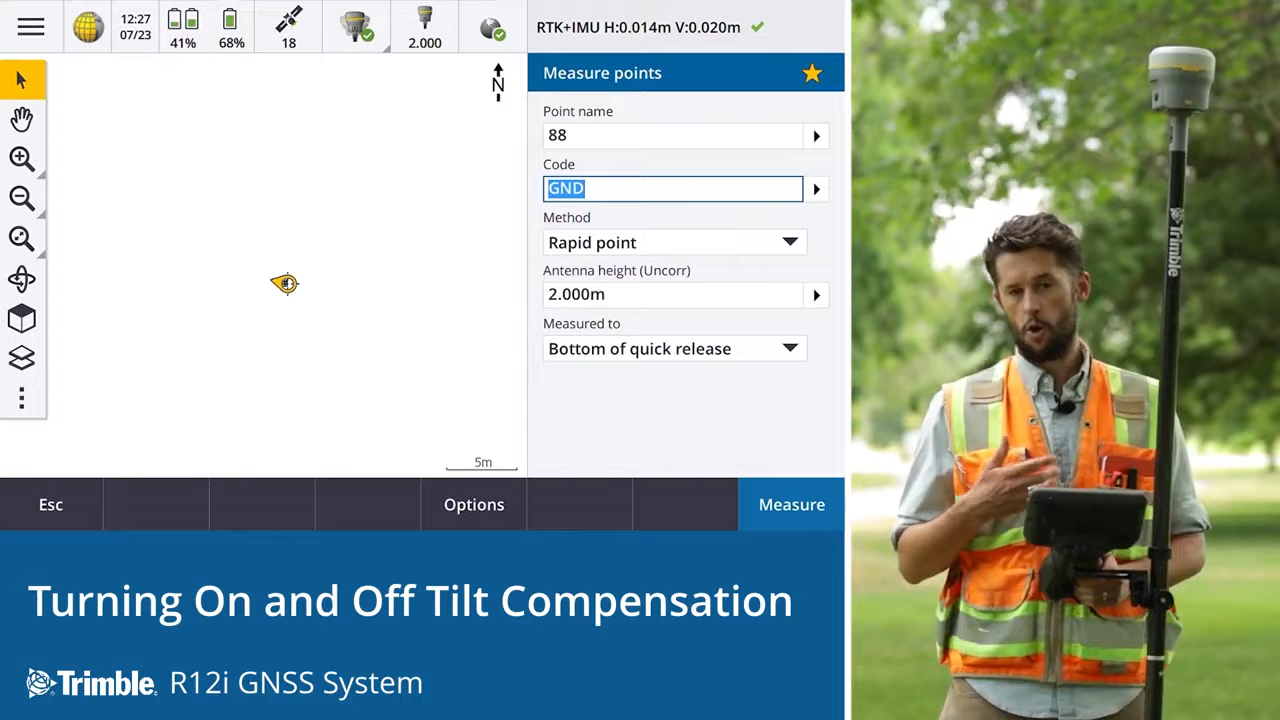 12:27
07/23
41%
68%
18
2.000
RTK+IMU H:0.014m V:0.020m
N
Measure points
Point name
88
Code
GND
Method
Rapid point
Antenna height (Uncorr)
2.000m
Measured to
Bottom of quick release
5m
Esc
Options
Measure
Turning On and Off Tilt Compensation
Trimble. R12i GNSS System
Trimble